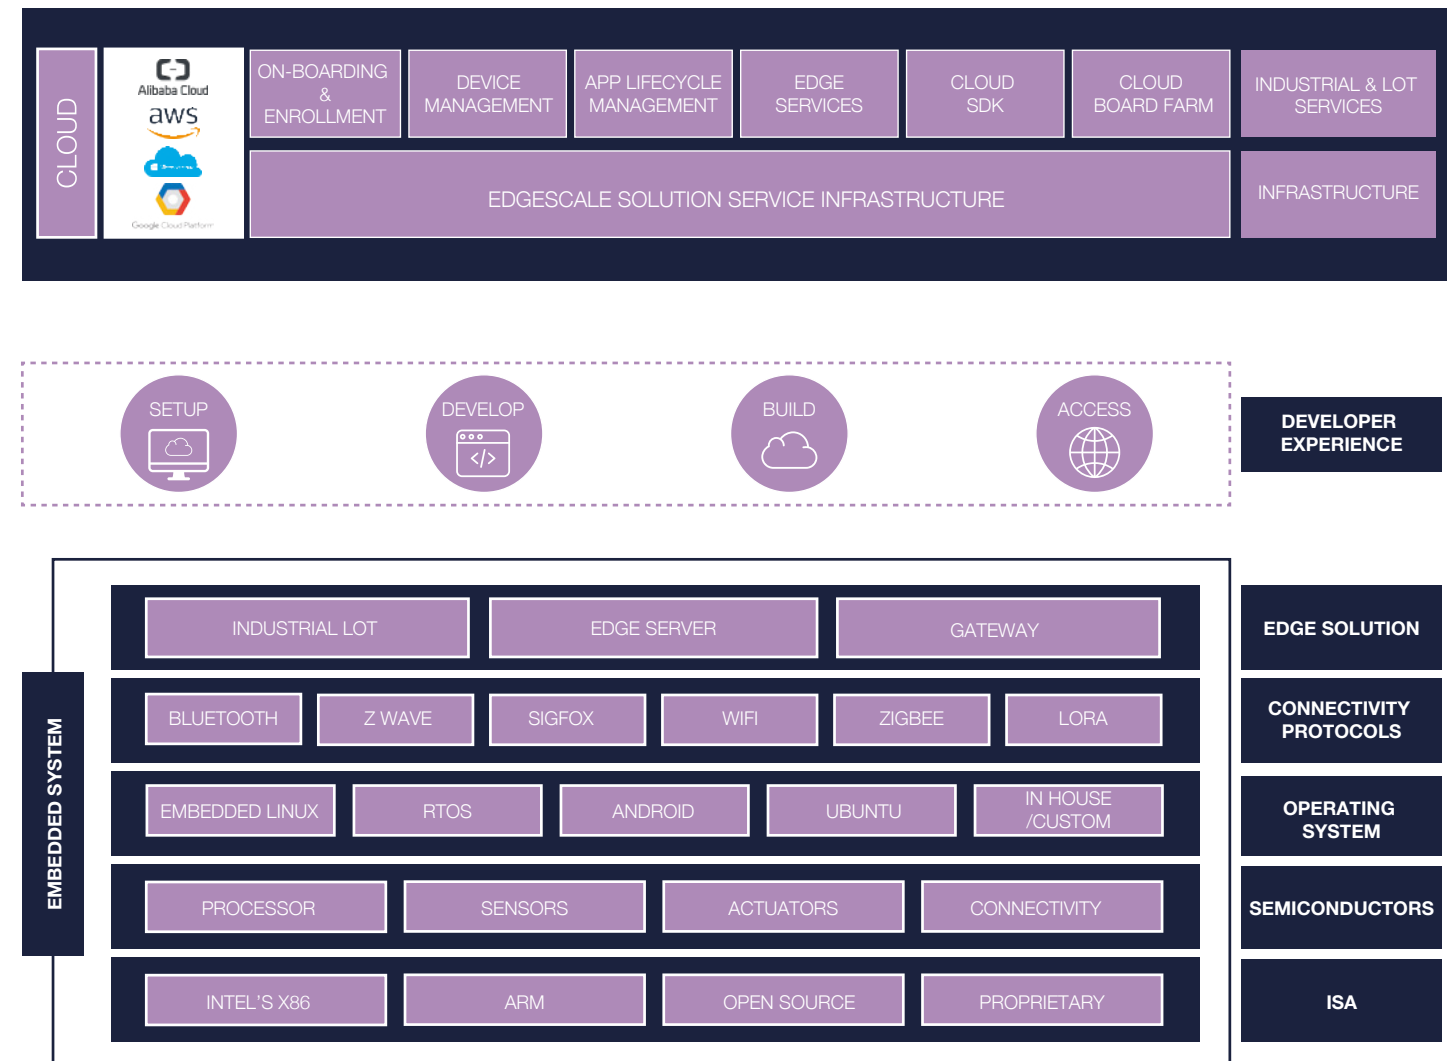 CLOUD
Alibaba Cloud
aws
Google Cloud Platform
ON-BOARDING
&
ENROLLMENT
DEVICE
MANAGEMENT
APP LIFECYCLE
MANAGEMENT
EDGE
SERVICES
CLOUD
SDK
CLOUD
BOARD FARM
INDUSTRIAL & LOT
SERVICES
EDGESCALE SOLUTION SERVICE INFRASTRUCTURE
INFRASTRUCTURE
SETUP
DEVELOP
</>
BUILD
ACCESS
DEVELOPER
EXPERIENCE
EMBEDDED SYSTEM
INDUSTRIAL LOT
EDGE SERVER
GATEWAY
EDGE SOLUTION
BLUETOOTH
Z WAVE
SIGFOX
WIFI
ZIGBEE
LORA
CONNECTIVITY
PROTOCOLS
EMBEDDED LINUX
RTOS
ANDROID
UBUNTU
IN HOUSE
/CUSTOM
OPERATING
SYSTEM
PROCESSOR
SENSORS
ACTUATORS
CONNECTIVITY
SEMICONDUCTORS
INTEL'S X86
ARM
OPEN SOURCE
PROPRIETARY
ISA